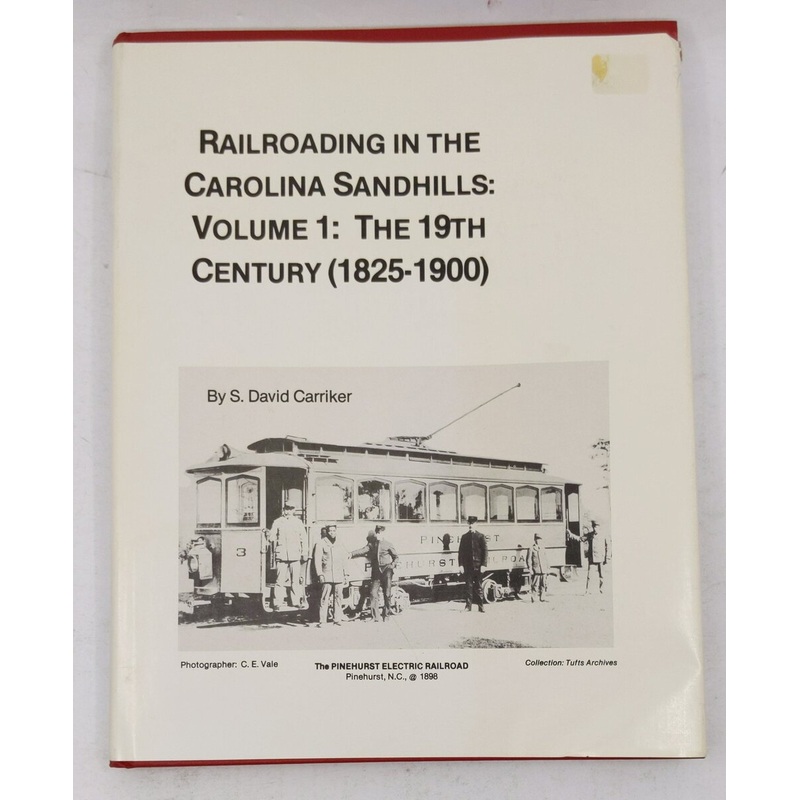 RAILROADING IN THE
CAROLINA SANDHILLS:
VOLUME 1: THE 19TH
CENTURY (1825-1900)
By S. David Carriker
PINEHURST
3
Photographer: C. E. Vale
The PINEHURST ELECTRIC RAILROAD
Collection: Tufts Archives
Pinehurst, N.C., @ 1898